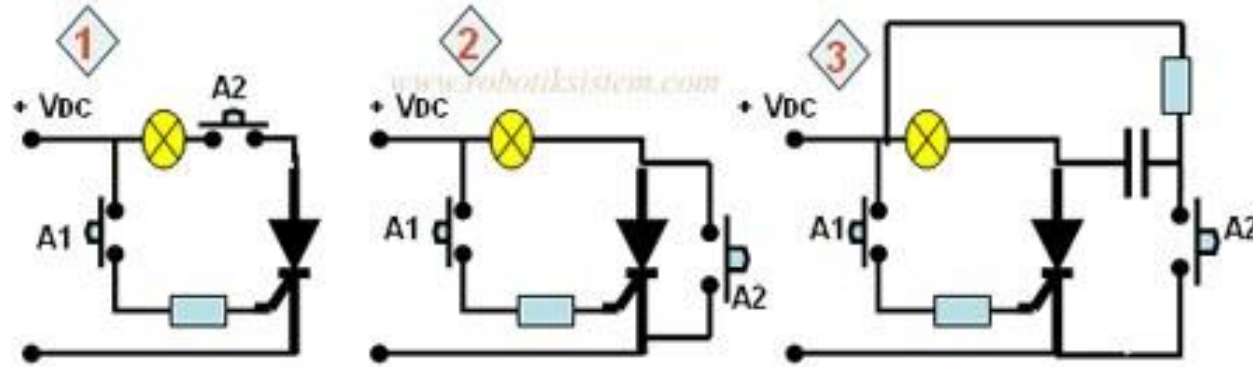 1
2
3
www.robotiksistem.com
A2
+ VDC
+ VDC
+ VDC
A1
A1
A1
A2
A2